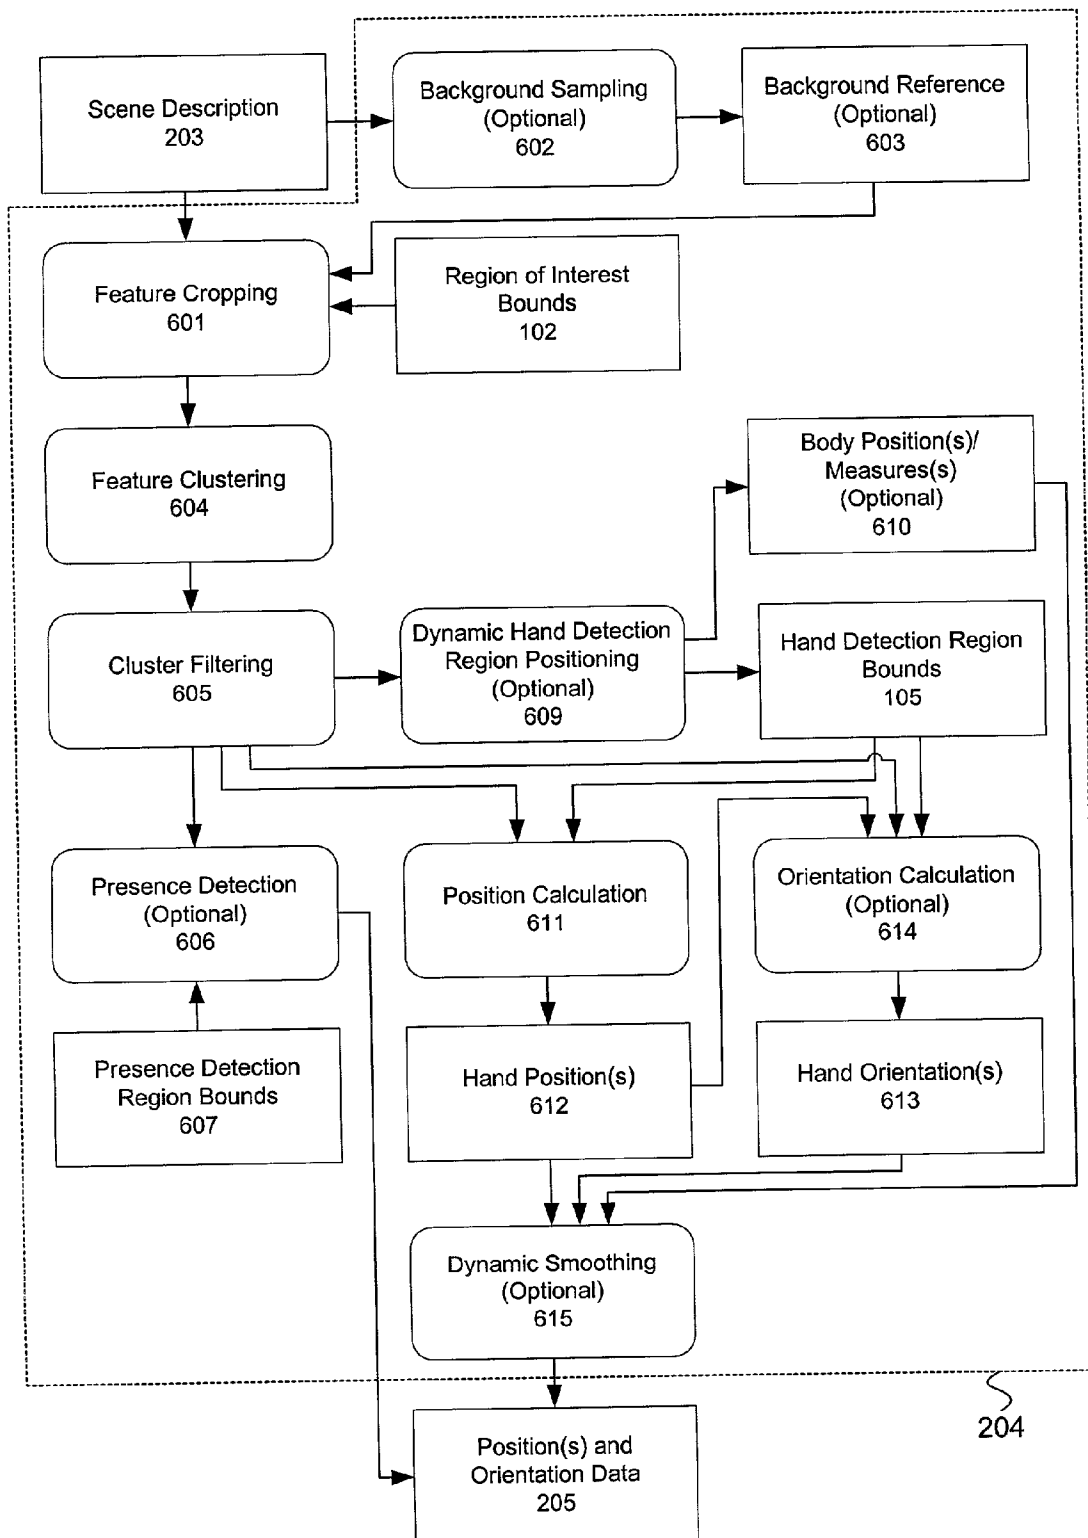 Scene Description
203
Background Sampling
(Optional)
602
Background Reference
(Optional)
603
Feature Cropping
601
Region of Interest
Bounds
102
Feature Clustering
604
Body Position(s)/
Measures(s)
(Optional)
610
Cluster Filtering
605
Dynamic Hand Detection
Region Positioning
(Optional)
609
Hand Detection Region
Bounds
105
Presence Detection
(Optional)
606
Position Calculation
611
Orientation Calculation
(Optional)
614
Presence Detection
Region Bounds
607
Hand Position(s)
612
Hand Orientation(s)
613
Dynamic Smoothing
(Optional)
615
204
Position(s) and
Orientation Data
205